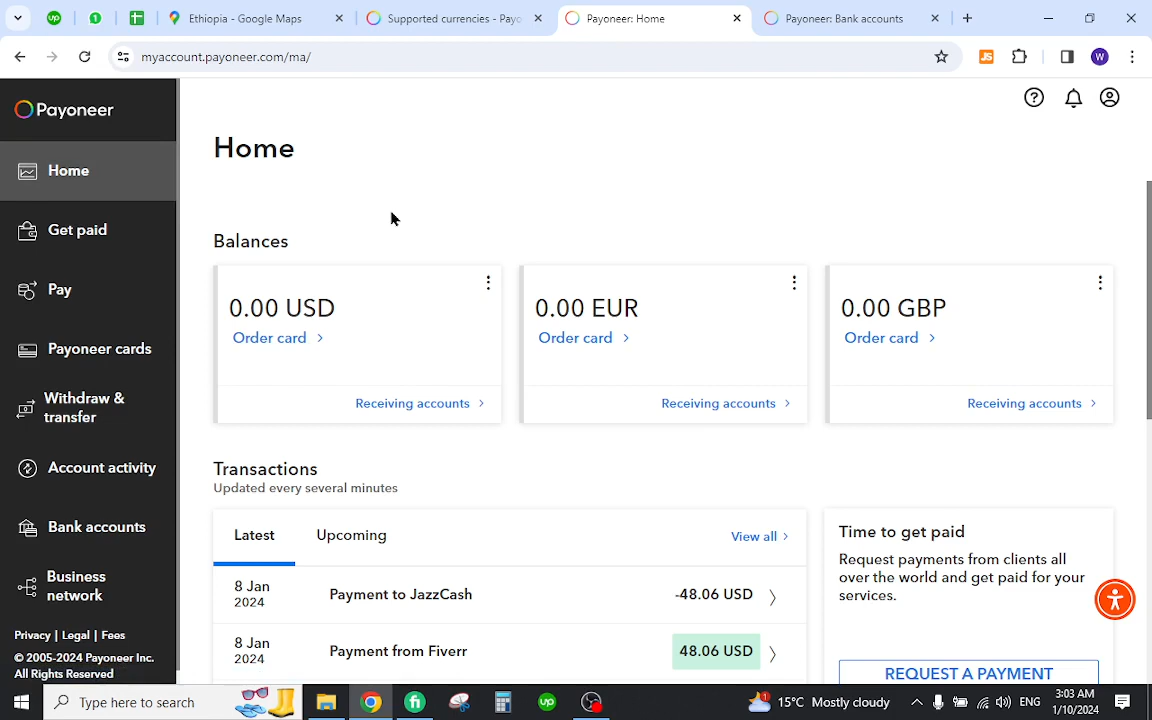 Ethiopia - Google Maps
Supported currencies - Payo
Payoneer: Home
Payoneer: Bank accounts
myaccount.payoneer.com/ma/
JS
W
Payoneer
Home
Get paid
Pay
Payoneer cards
Withdraw &
transfer
Account activity
Bank accounts
Business
network
Privacy | Legal | Fees
© 2005-2024 Payoneer Inc.
All Rights Reserved
Home
Balances
0.00 USD
Order card
Receiving accounts
0.00 EUR
Order card
Receiving accounts
0.00 GBP
Order card
Receiving accounts
Transactions
Updated every several minutes
Latest
Upcoming
View all
8 Jan
2024
Payment to JazzCash
-48.06 USD
8 Jan
2024
Payment from Fiverr
48.06 USD
Time to get paid
Request payments from clients all
over the world and get paid for your
services.
REQUEST A PAYMENT
Type here to search
fi
up
1
15°C Mostly cloudy
ENG
3:03 AM
1/10/2024